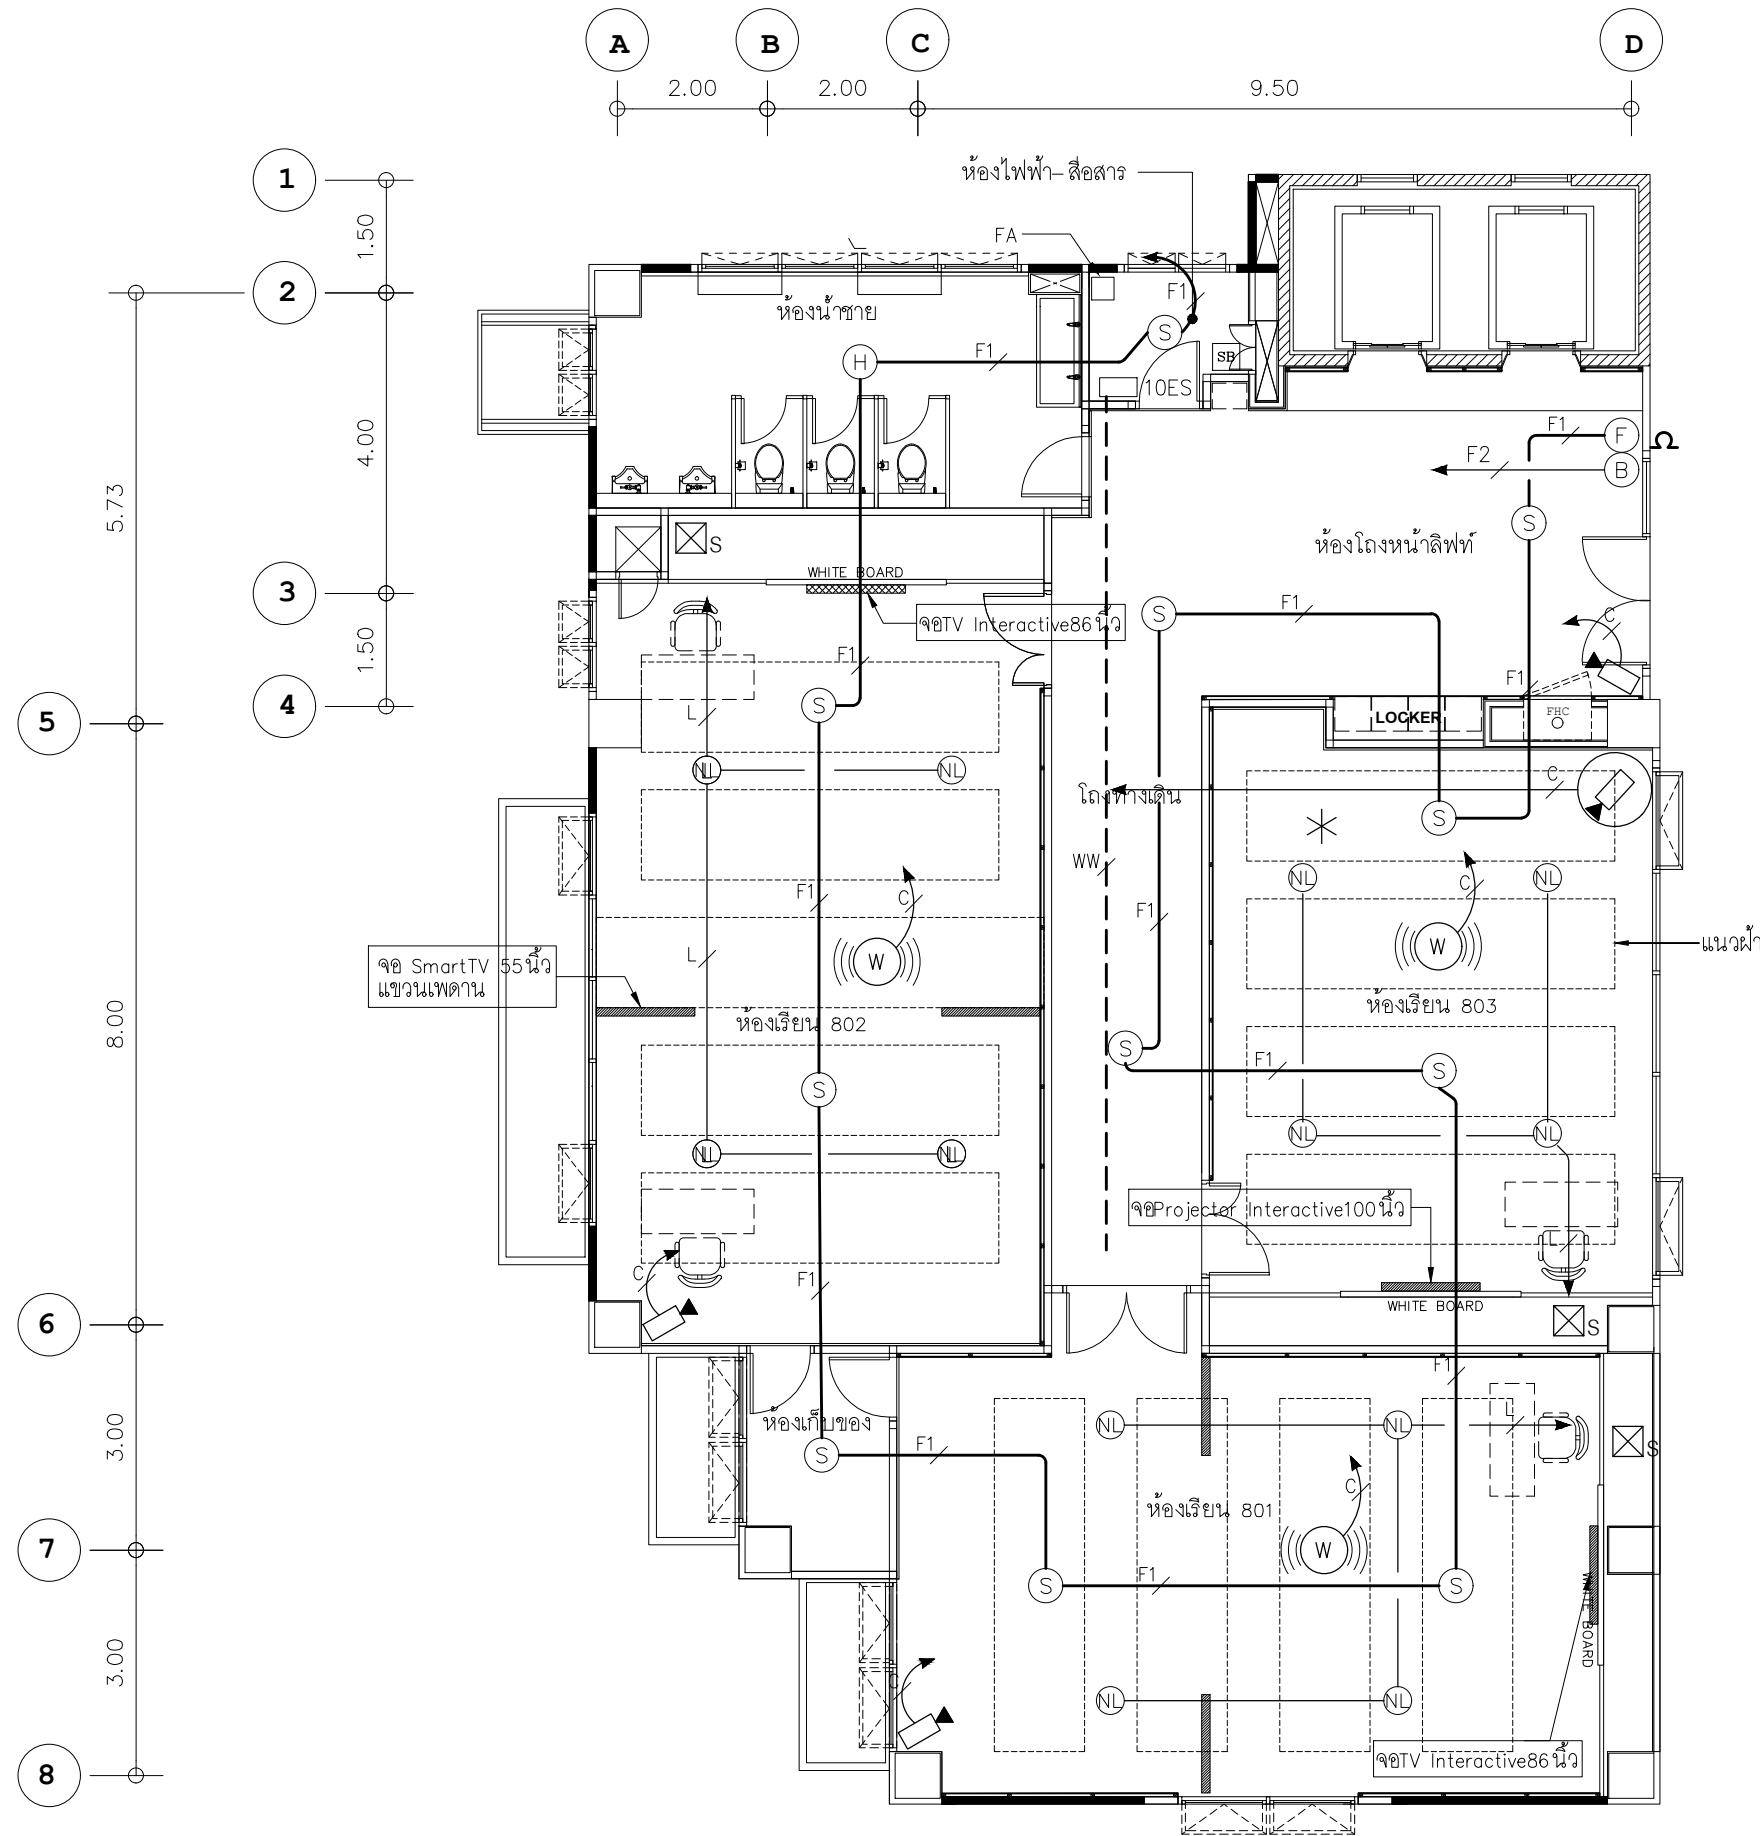 A
B
C
D
2.00
2.00
9.50
1
1.50
2
4.00
3
1.50
4
5.73
5
8.00
6
3.00
7
3.00
8
ห้องไฟฟ้า-สื่อสาร
FA
F1
ห้องน้ำชาย
S
SB
H
F1
10ES
F1
F
Ω
F2
B
S
ห้องโถงหน้าลิฟท์
S
WHITE BOARD
จอTV Interactive86นิ้ว
S
F1
C
F1
F1
S
L
LOCKER
FHC
NL
NL
C
โถงทางเดิน
S
WW
NL
NL
C
C
F1
F1
W
W
L
แนวฝ้า
จอ SmartTV 55นิ้ว
แขวนเพดาน
ห้องเรียน 802
ห้องเรียน 803
S
F1
S
S
NL
NL
NL
NL
จอProjector Interactive100นิ้ว
L
C
F1
WHITE BOARD
S
F1
ห้องเก็บของ
NL
NL
L
S
S
F1
C
ห้องเรียน 801
W
S
F1
S
WHITE BOARD
C
NL
NL
จอTV Interactive86นิ้ว